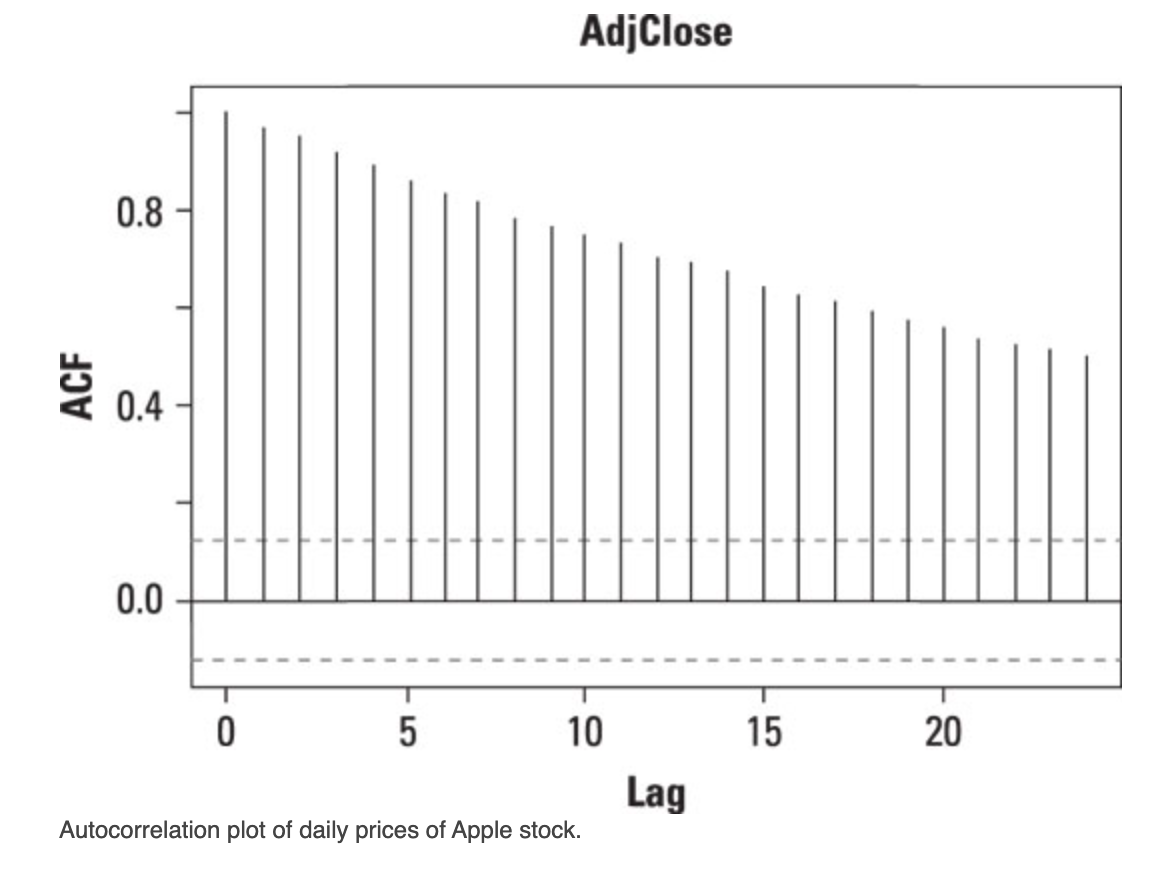 AdjClose
0.8
0.4
0.0
ACF
0 5 10 15 20
Lag
Autocorrelation plot of daily prices of Apple stock.